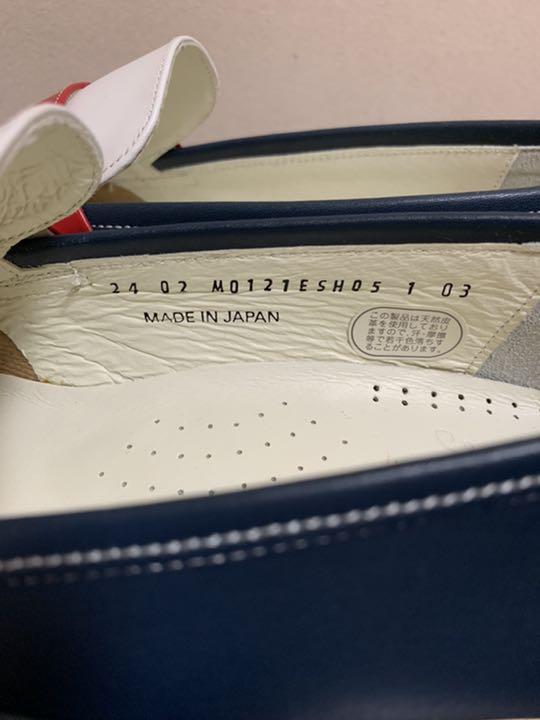 24 02 M0121ESH05 1 03
MADE IN JAPAN
この製品は天然皮
革を使用しており
ますので、汗・摩擦
等で若干色落ちす
ることがあります。